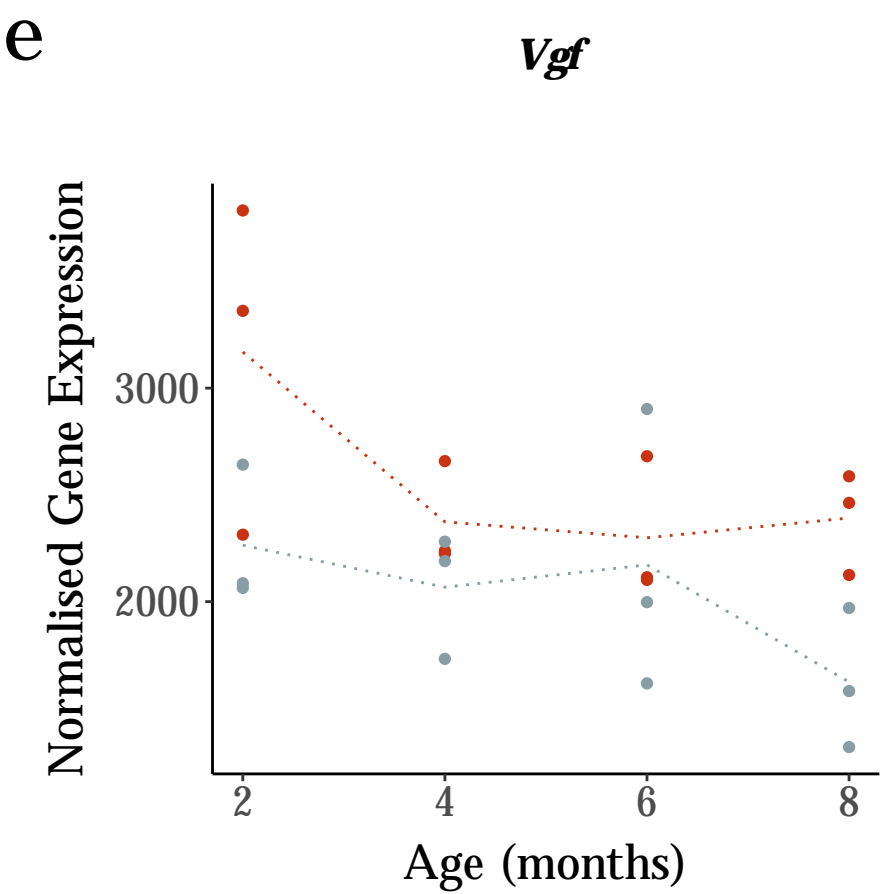 e
Vgf
Normalised Gene Expression
3000
2000
2 4 6 8
Age (months)